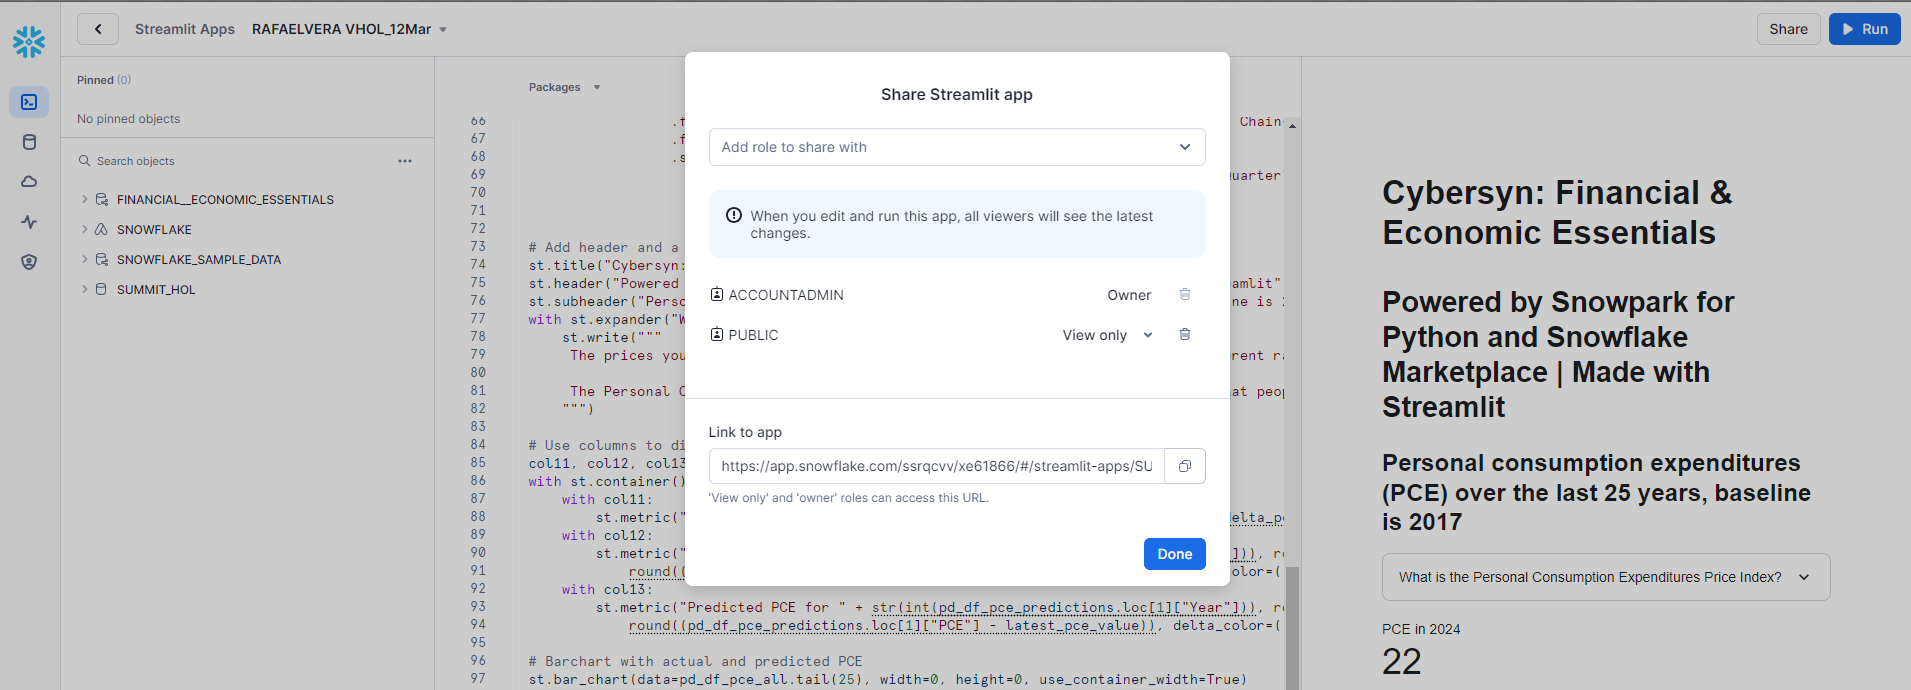 Streamlit Apps RAFAELVERA VHOL_12Mar
Share
Run
Pinned (0)
No pinned objects
Search objects
FINANCIAL__ECONOMIC_ESSENTIALS
SNOWFLAKE
SNOWFLAKE_SAMPLE_DATA
SUMMIT_HOL
Packages
66 .f Chain-
67 .f
68 .s
69 Quarter
70
71
72
73 # Add header and a
74 st.title("Cybersyn:
75 st.header("Powered amlit"
76 st.subheader("Perso ne is 2
77 with st.expander("W
78 st.write("""
79 The prices you rent ra
80
81 The Personal C at peop
82 """)
83
84 # Use columns to di
85 col11, col12, col13
86 with st.container()
87 with col11:
88 st.metric(" delta_pc
89 with col12:
90 st.metric(" ])), ro
91 round(( olor=(
92 with col13:
93 st.metric("Predicted PCE for " + str(int(pd_df_pce_predictions.loc[1]["Year"])), ro
94 round((pd_df_pce_predictions.loc[1]["PCE"] - latest_pce_value)), delta_color=(
95
96 # Barchart with actual and predicted PCE
97 st.bar_chart(data=pd_df_pce_all.tail(25), width=0, height=0, use_container_width=True)
Share Streamlit app
Add role to share with
When you edit and run this app, all viewers will see the latest
changes.
ACCOUNTADMIN Owner
PUBLIC View only
Link to app
https://app.snowflake.com/ssrqcvv/xe61866/#/streamlit-apps/SU
'View only' and 'owner' roles can access this URL.
Done
Cybersyn: Financial &
Economic Essentials
Powered by Snowpark for
Python and Snowflake
Marketplace | Made with
Streamlit
Personal consumption expenditures
(PCE) over the last 25 years, baseline
is 2017
What is the Personal Consumption Expenditures Price Index?
PCE in 2024
22